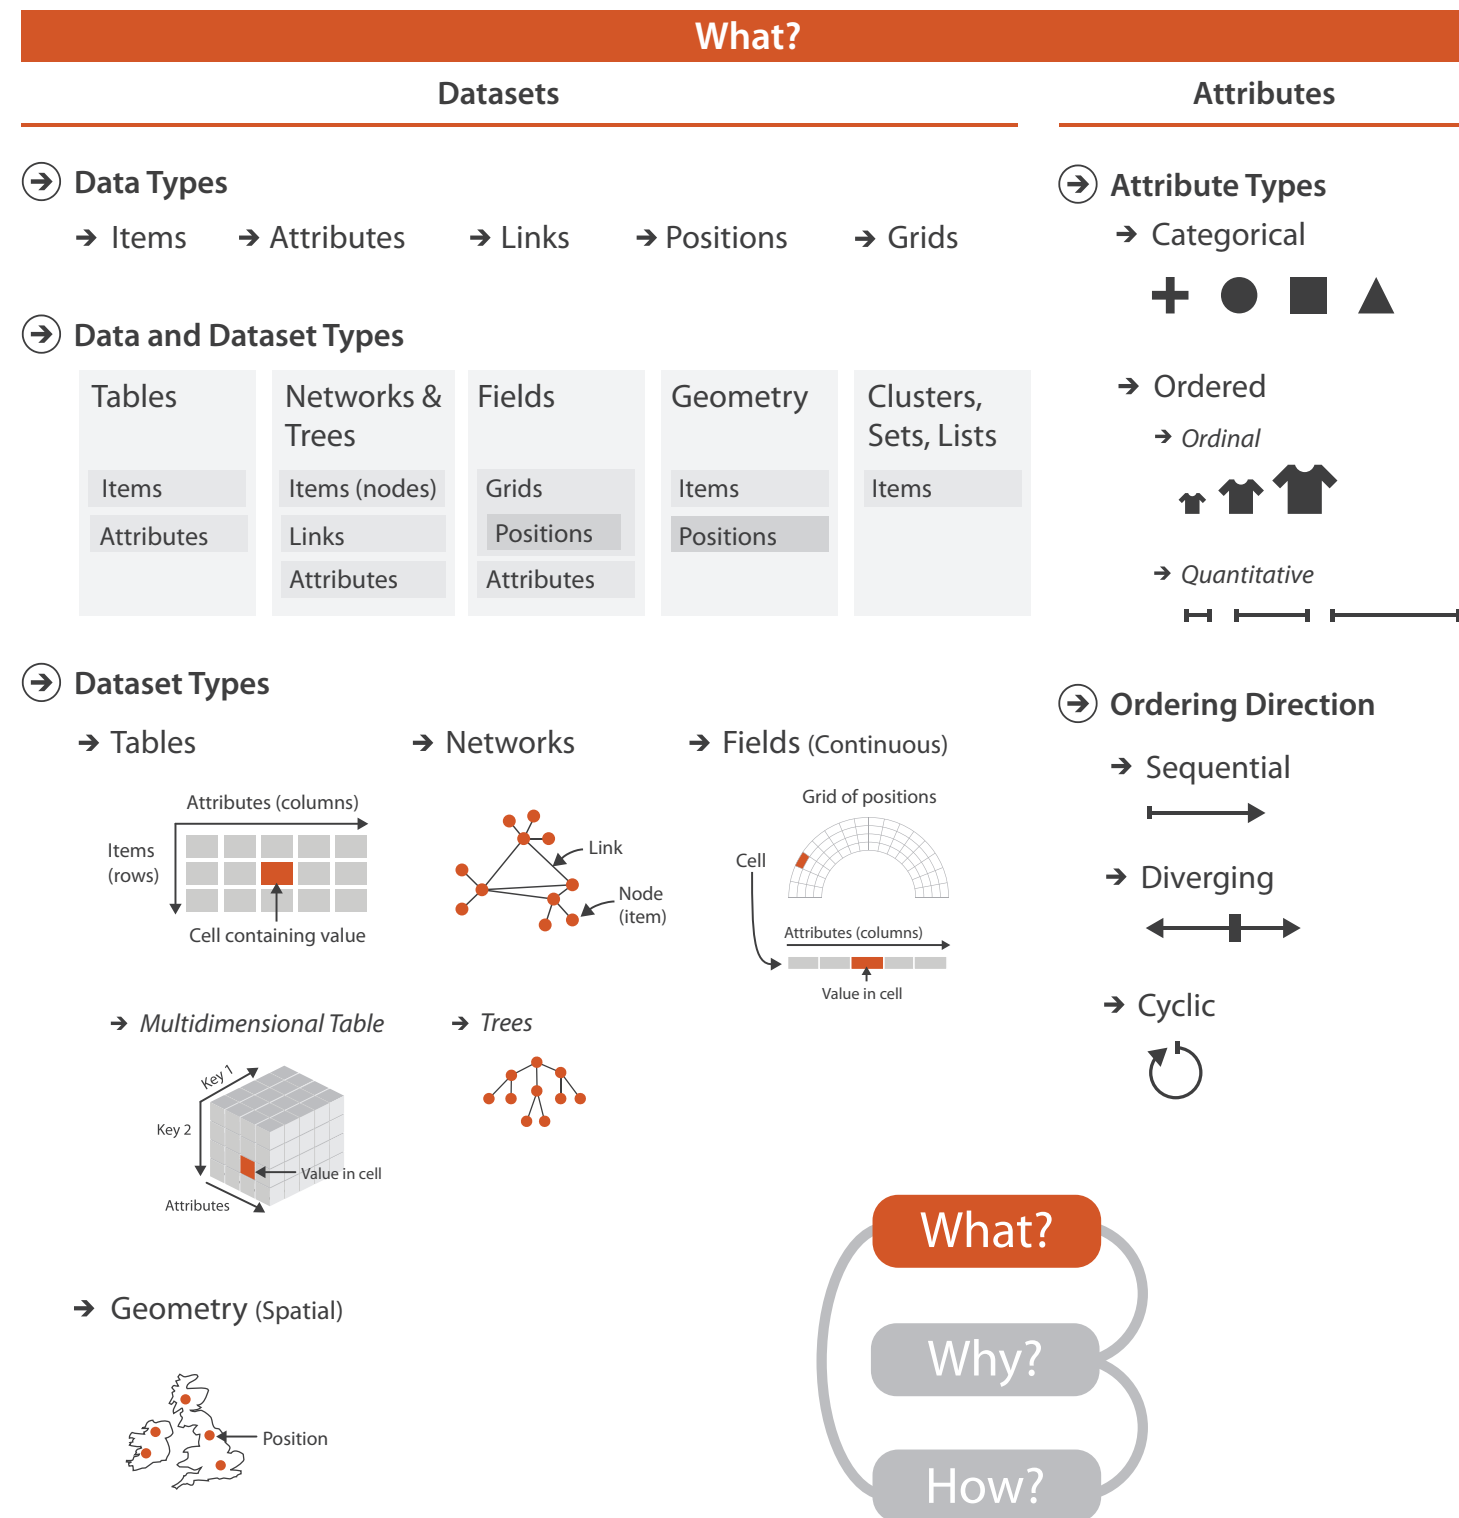 What?
Datasets
Data Types
Items
Attributes
Links
Positions
Grids
Data and Dataset Types
Tables
Items
Attributes
Networks &
Trees
Items (nodes)
Links
Attributes
Fields
Grids
Positions
Attributes
Geometry
Items
Positions
Clusters,
Sets, Lists
Items
Dataset Types
Tables
Attributes (columns)
Items
(rows)
Cell containing value
Networks
Link
Node
(item)
Fields (Continuous)
Grid of positions
Cell
Attributes (columns)
Value in cell
Multidimensional Table
Key 1
Key 2
Value in cell
Attributes
Trees
Geometry (Spatial)
Position
Attributes
Attribute Types
Categorical
Ordered
Ordinal
Quantitative
Ordering Direction
Sequential
Diverging
Cyclic
What?
Why?
How?